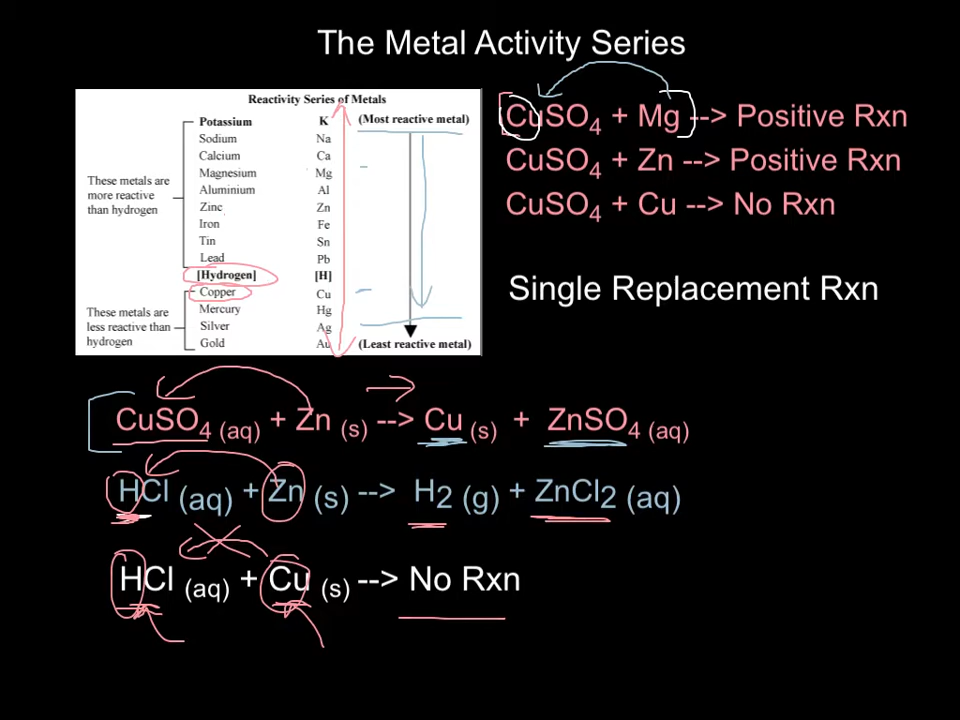 The Metal Activity Series
Reactivity Series of Metals
Potassium K (Most reactive metal)
Sodium Na
Calcium Ca
Magnesium Mg
Aluminium Al
Zinc Zn
Iron Fe
Tin Sn
Lead Pb
[Hydrogen] [H]
Copper Cu
Mercury Hg
Silver Ag
Gold Au (Least reactive metal)
These metals are
more reactive
than hydrogen
These metals are
less reactive than
hydrogen
CuSO4 + Mg --> Positive Rxn
CuSO4 + Zn --> Positive Rxn
CuSO4 + Cu --> No Rxn
Single Replacement Rxn
CuSO4 (aq) + Zn (s) --> Cu (s) + ZnSO4 (aq)
HCl (aq) + Zn (s) --> H2 (g) + ZnCl2 (aq)
HCl (aq) + Cu (s) --> No Rxn